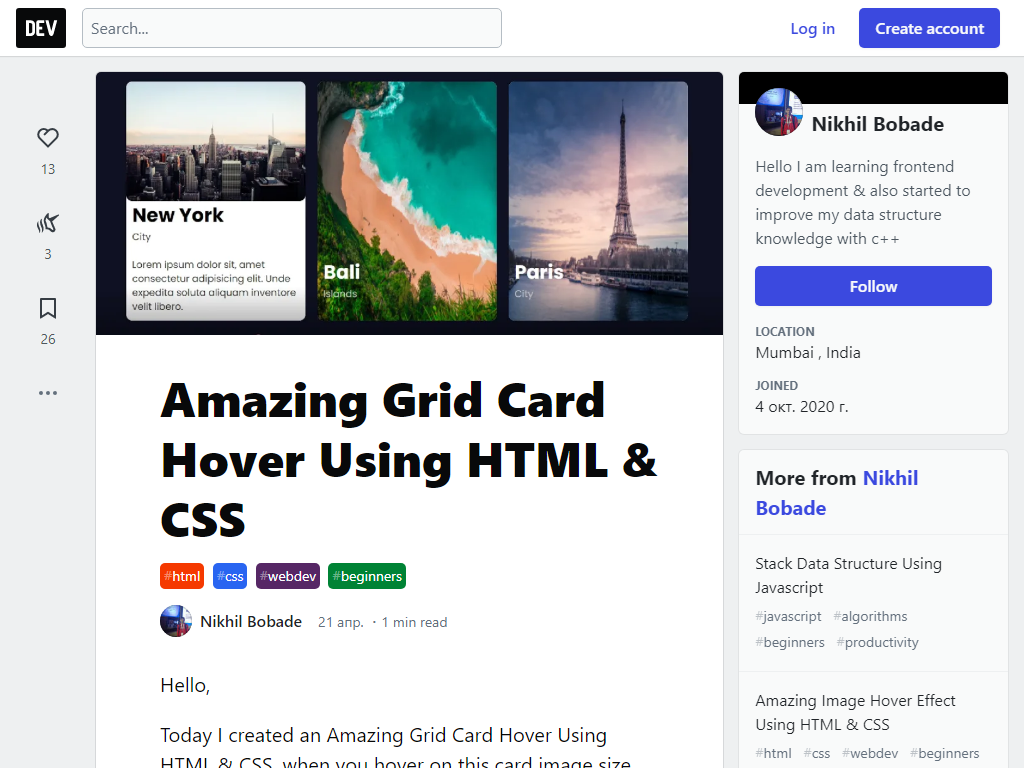 DEV
Search...
Log in
Create account
13
3
26
New York
City
Lorem ipsum dolor sit, amet
consectetur adipisicing elit. Unde
expedita soluta aliquam inventore
velit libero.
Bali
Islands
Paris
City
Amazing Grid Card
Hover Using HTML &
CSS
#html #css #webdev #beginners
Nikhil Bobade 21 апр. · 1 min read
Hello,
Today I created an Amazing Grid Card Hover Using
HTML & CSS, when you hover on this card image size
Nikhil Bobade
Hello I am learning frontend
development & also started to
improve my data structure
knowledge with c++
Follow
LOCATION
Mumbai , India
JOINED
4 окт. 2020 г.
More from Nikhil
Bobade
Stack Data Structure Using
Javascript
#javascript #algorithms
#beginners #productivity
Amazing Image Hover Effect
Using HTML & CSS
#html #css #webdev #beginners